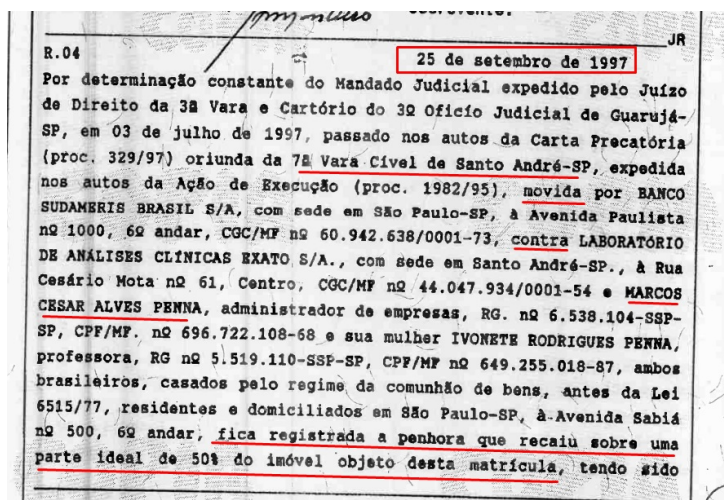 JR
R.04 25 de setembro de 1997
Por determinação constante do Mandado Judicial expedido pelo Juízo
de Direito da 3ª Vara e Cartório do 3º Ofício Judicial de Guarujá-
SP, em 03 de julho de 1997, passado nos autos da Carta Precatória
(proc. 329/97) oriunda da 7ª Vara Cível de Santo André-SP, expedida
nos autos da Ação de Execução (proc. 1982/95), movida por BANCO
SUDAMERIS BRASIL S/A, com sede em São Paulo-SP, à Avenida Paulista
nº 1000, 6º andar, CGC/MF nº 60.942.638/0001-73, contra LABORATÓRIO
DE ANÁLISES CLÍNICAS EXATO S/A., com sede em Santo André-SP., à Rua
Cesário Mota nº 61, Centro, CGC/MF nº 44.047.934/0001-54 e MARCOS
CESAR ALVES PENNA, administrador de empresas, RG. nº 6.538.104-SSP-
SP, CPF/MF. nº 696.722.108-68 e sua mulher IVONETE RODRIGUES PENNA,
professora, RG nº 5.519.110-SSP-SP, CPF/MF nº 649.255.018-87, ambos
brasileiros, casados pelo regime da comunhão de bens, antes da Lei
6515/77, residentes e domiciliados em São Paulo-SP, à Avenida Sabiá
nº 500, 6º andar, fica registrada a penhora que recaiu sobre uma
parte ideal de 50% do imóvel objeto desta matrícula, tendo sido